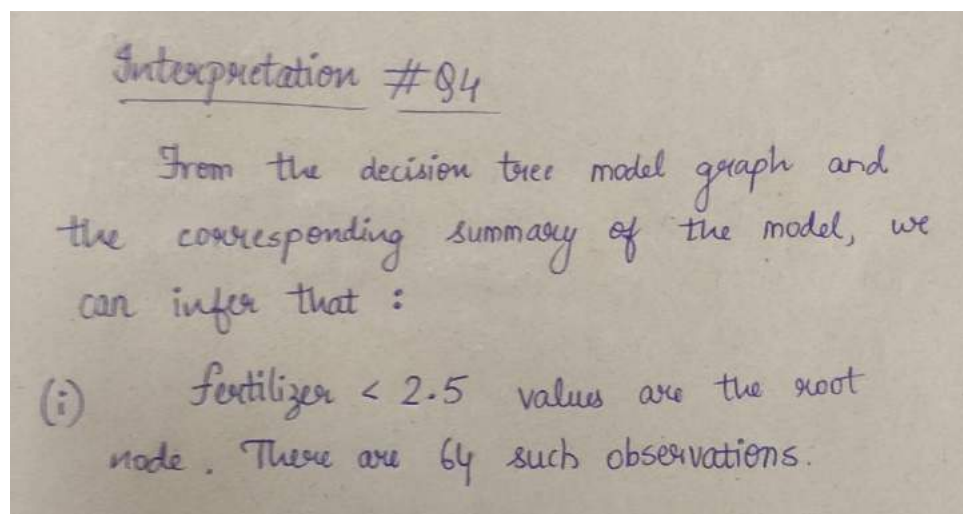 Interpretation #Q4
From the decision tree model graph and
the corresponding summary of the model, we
can infer that :
(i) fertilizer < 2.5 values are the root
node. There are 64 such observations.